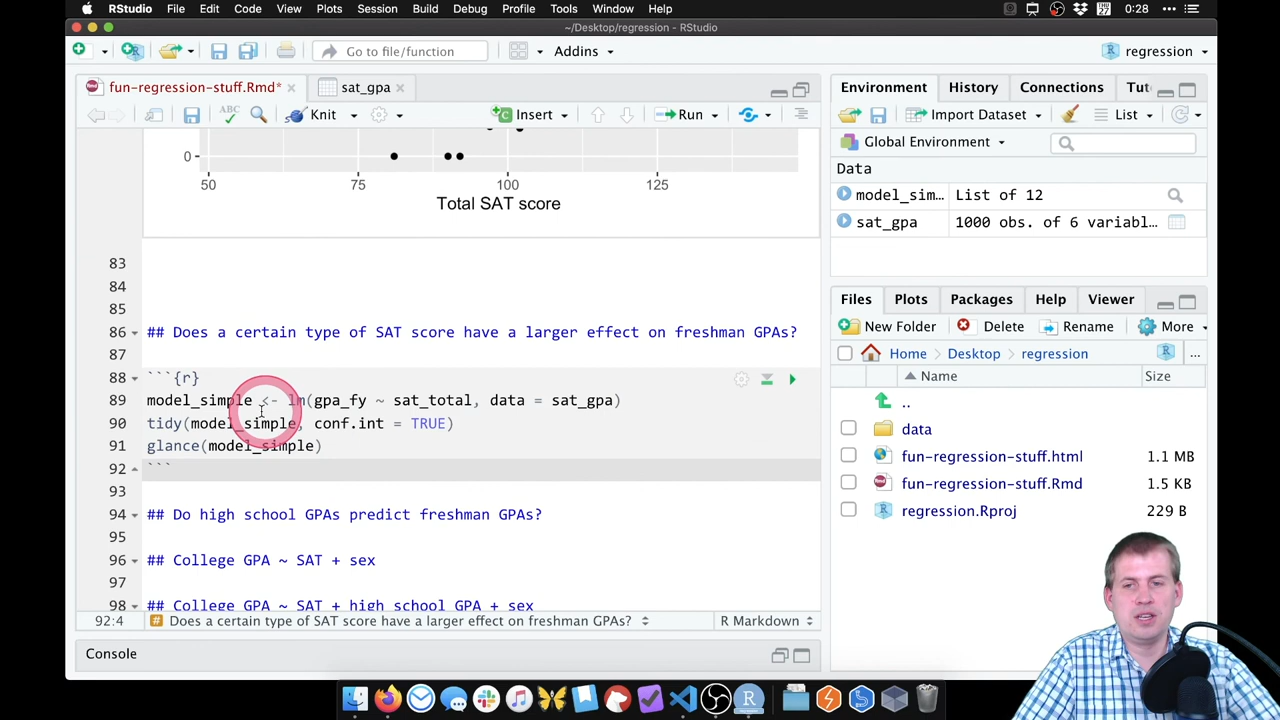 RStudio File Edit Code View Plots Session Build Debug Profile Tools Window Help THU 27 0:28
~/Desktop/regression - RStudio
Go to file/function Addins regression
fun-regression-stuff.Rmd* sat_gpa
ABC Knit Insert Run
0
50 75 100 125
Total SAT score
83
84
85
86 ## Does a certain type of SAT score have a larger effect on freshman GPAs?
87
88 ```{r}
89 model_simple <- lm(gpa_fy ~ sat_total, data = sat_gpa)
90 tidy(model_simple, conf.int = TRUE)
91 glance(model_simple)
92 ```
93
94 ## Do high school GPAs predict freshman GPAs?
95
96 ## College GPA ~ SAT + sex
97
98 ## College GPA ~ SAT + high school GPA + sex
92:4 # Does a certain type of SAT score have a larger effect on freshman GPAs? R Markdown
Console
Environment History Connections Tut
Import Dataset List
Global Environment
Data
model_sim… List of 12
sat_gpa 1000 obs. of 6 variabl…
Files Plots Packages Help Viewer
New Folder Delete Rename More
Home Desktop regression ...
Name Size
..
data
fun-regression-stuff.html 1.1 MB
fun-regression-stuff.Rmd 1.5 KB
regression.Rproj 229 B